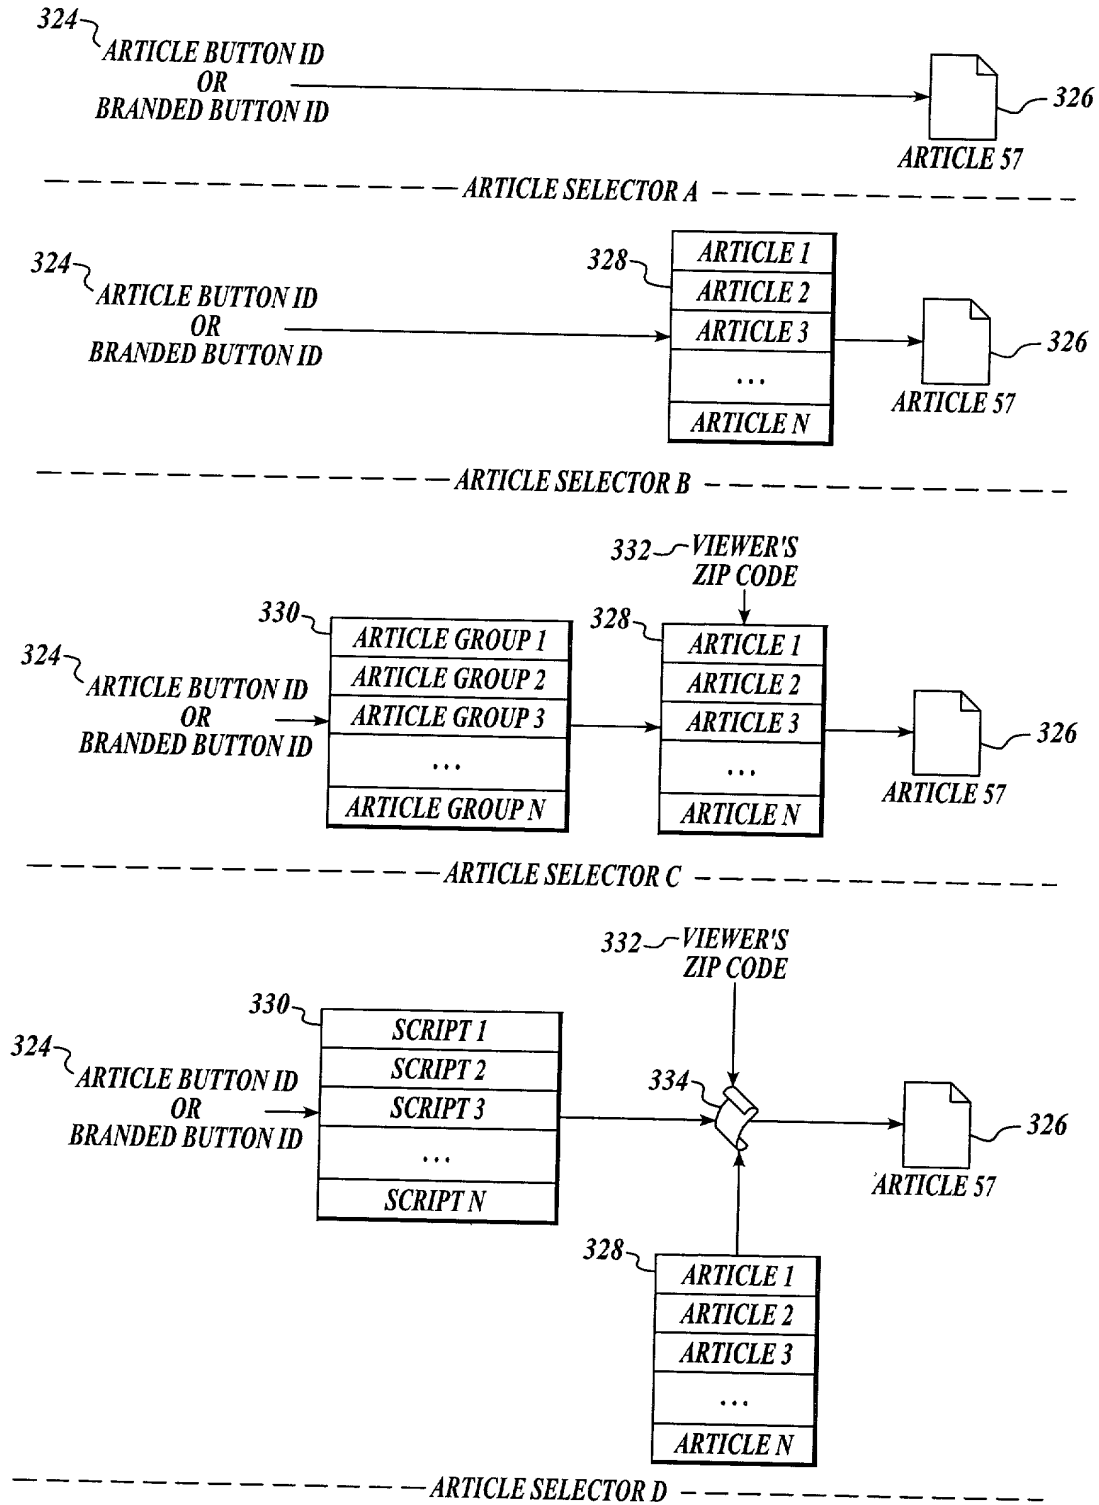 324
ARTICLE BUTTON ID
OR
BRANDED BUTTON ID
326
ARTICLE 57
ARTICLE SELECTOR A
324
ARTICLE BUTTON ID
OR
BRANDED BUTTON ID
328
ARTICLE 1
ARTICLE 2
ARTICLE 3
...
ARTICLE N
326
ARTICLE 57
ARTICLE SELECTOR B
332
VIEWER'S
ZIP CODE
324
ARTICLE BUTTON ID
OR
BRANDED BUTTON ID
330
ARTICLE GROUP 1
ARTICLE GROUP 2
ARTICLE GROUP 3
...
ARTICLE GROUP N
328
ARTICLE 1
ARTICLE 2
ARTICLE 3
...
ARTICLE N
326
ARTICLE 57
ARTICLE SELECTOR C
332
VIEWER'S
ZIP CODE
324
ARTICLE BUTTON ID
OR
BRANDED BUTTON ID
330
SCRIPT 1
SCRIPT 2
SCRIPT 3
...
SCRIPT N
334
326
ARTICLE 57
328
ARTICLE 1
ARTICLE 2
ARTICLE 3
...
ARTICLE N
ARTICLE SELECTOR D